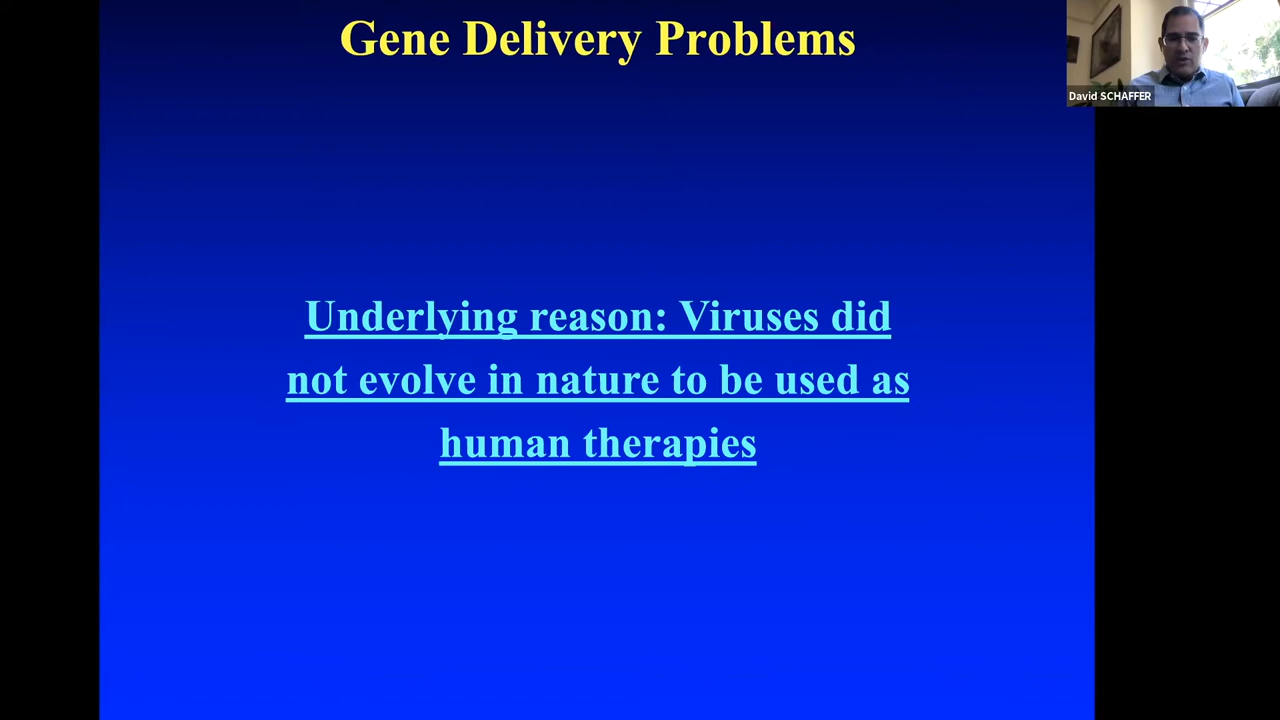 Gene Delivery Problems
David SCHAFFER
Underlying reason: Viruses did
not evolve in nature to be used as
human therapies